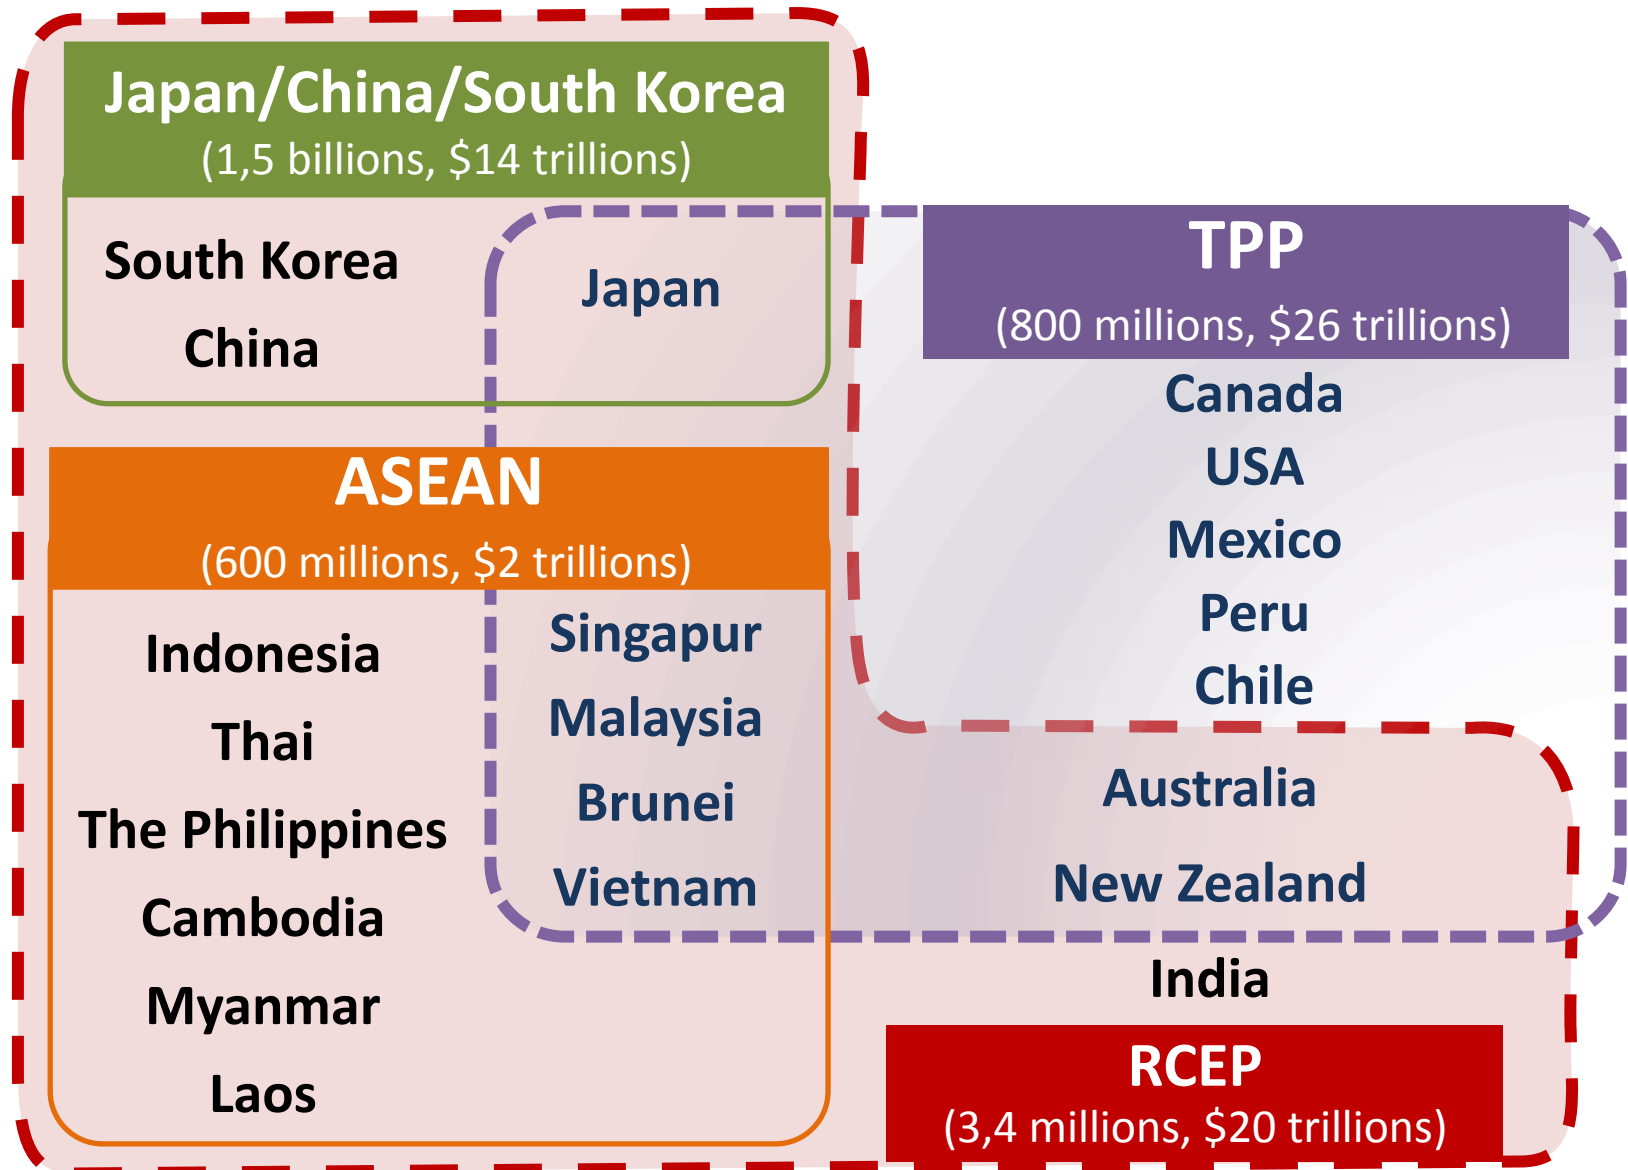 Japan/China/South Korea
(1,5 billions, $14 trillions)
South Korea
China
Japan
TPP
(800 millions, $26 trillions)
Canada
USA
Mexico
Peru
Chile
ASEAN
(600 millions, $2 trillions)
Indonesia
Thai
The Philippines
Cambodia
Myanmar
Laos
Singapur
Malaysia
Brunei
Vietnam
Australia
New Zealand
India
RCEP
(3,4 millions, $20 trillions)